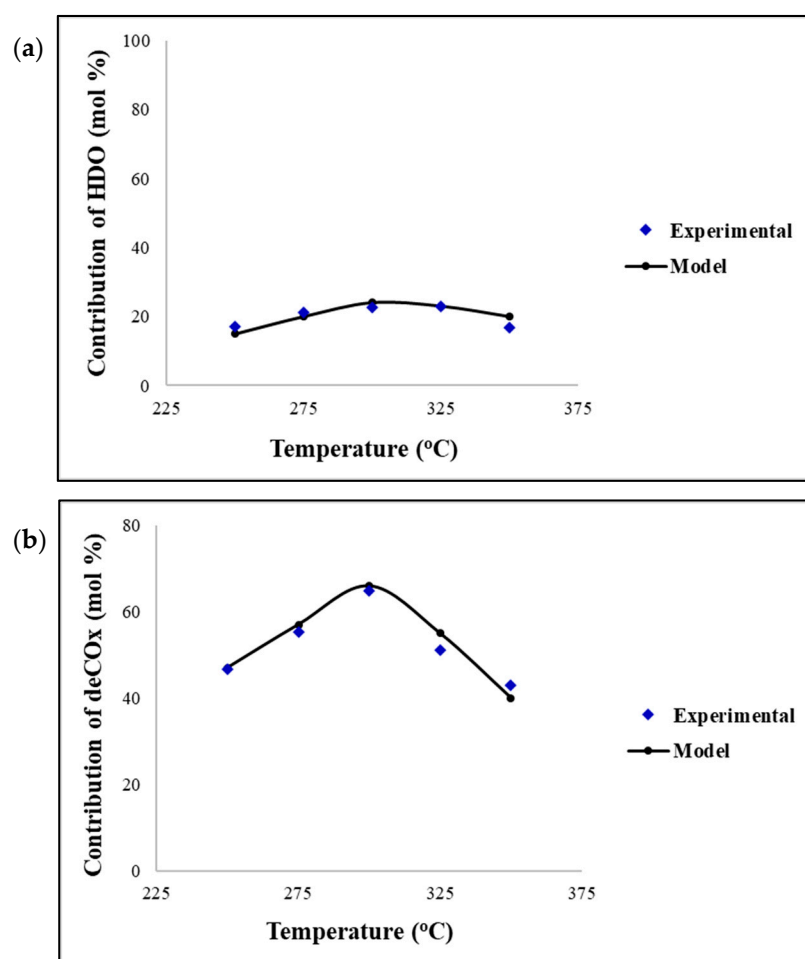 (a)
Contribution of HDO (mol %)
100
80
60
40
20
0
225
275
325
375
Temperature (ºC)
Experimental
Model
(b)
Contribution of deCOx (mol %)
80
60
40
20
0
225
275
325
375
Temperature (ºC)
Experimental
Model